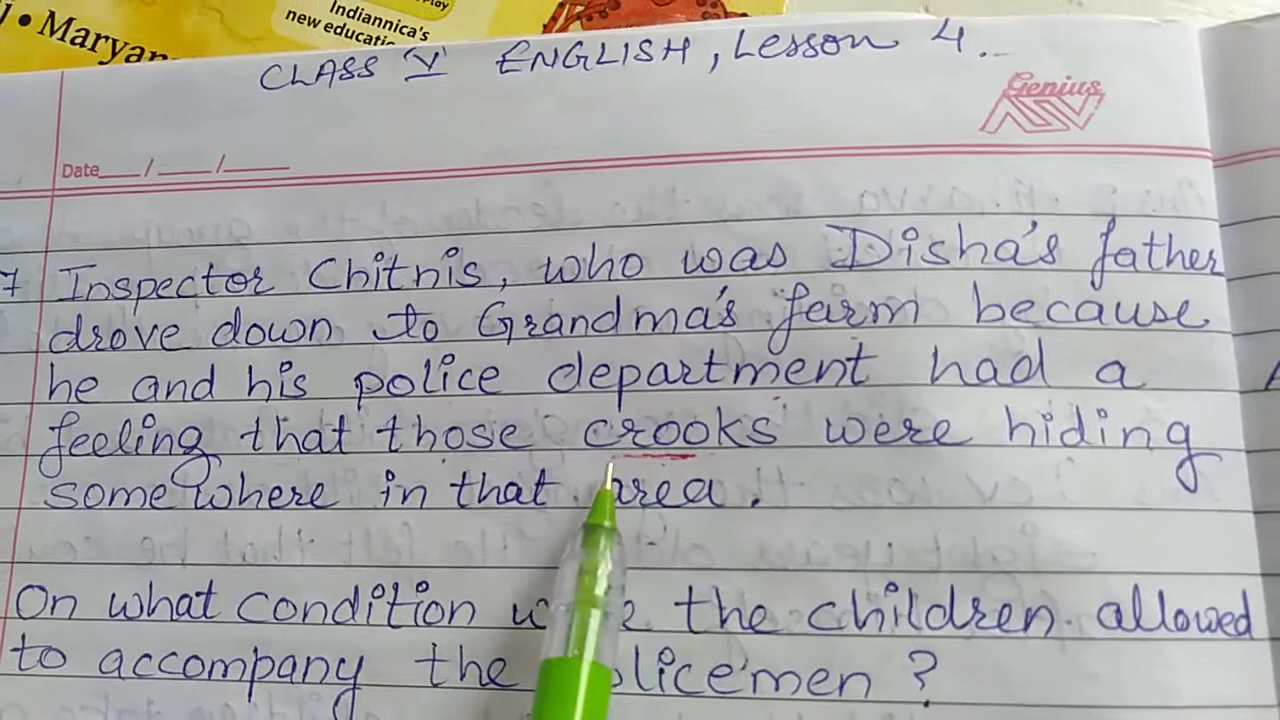 Play
Indiannica's
new educatio
Maryan
CLASS V ENGLISH, Lesson 4.
Genius
Date
7 Inspector Chitnis, who was Disha's father
drove down to Grandma's farm because
he and his police department had a
feeling that those crooks were hiding
somewhere in that area.
On what condition the children allowed
to accompany the policemen ?